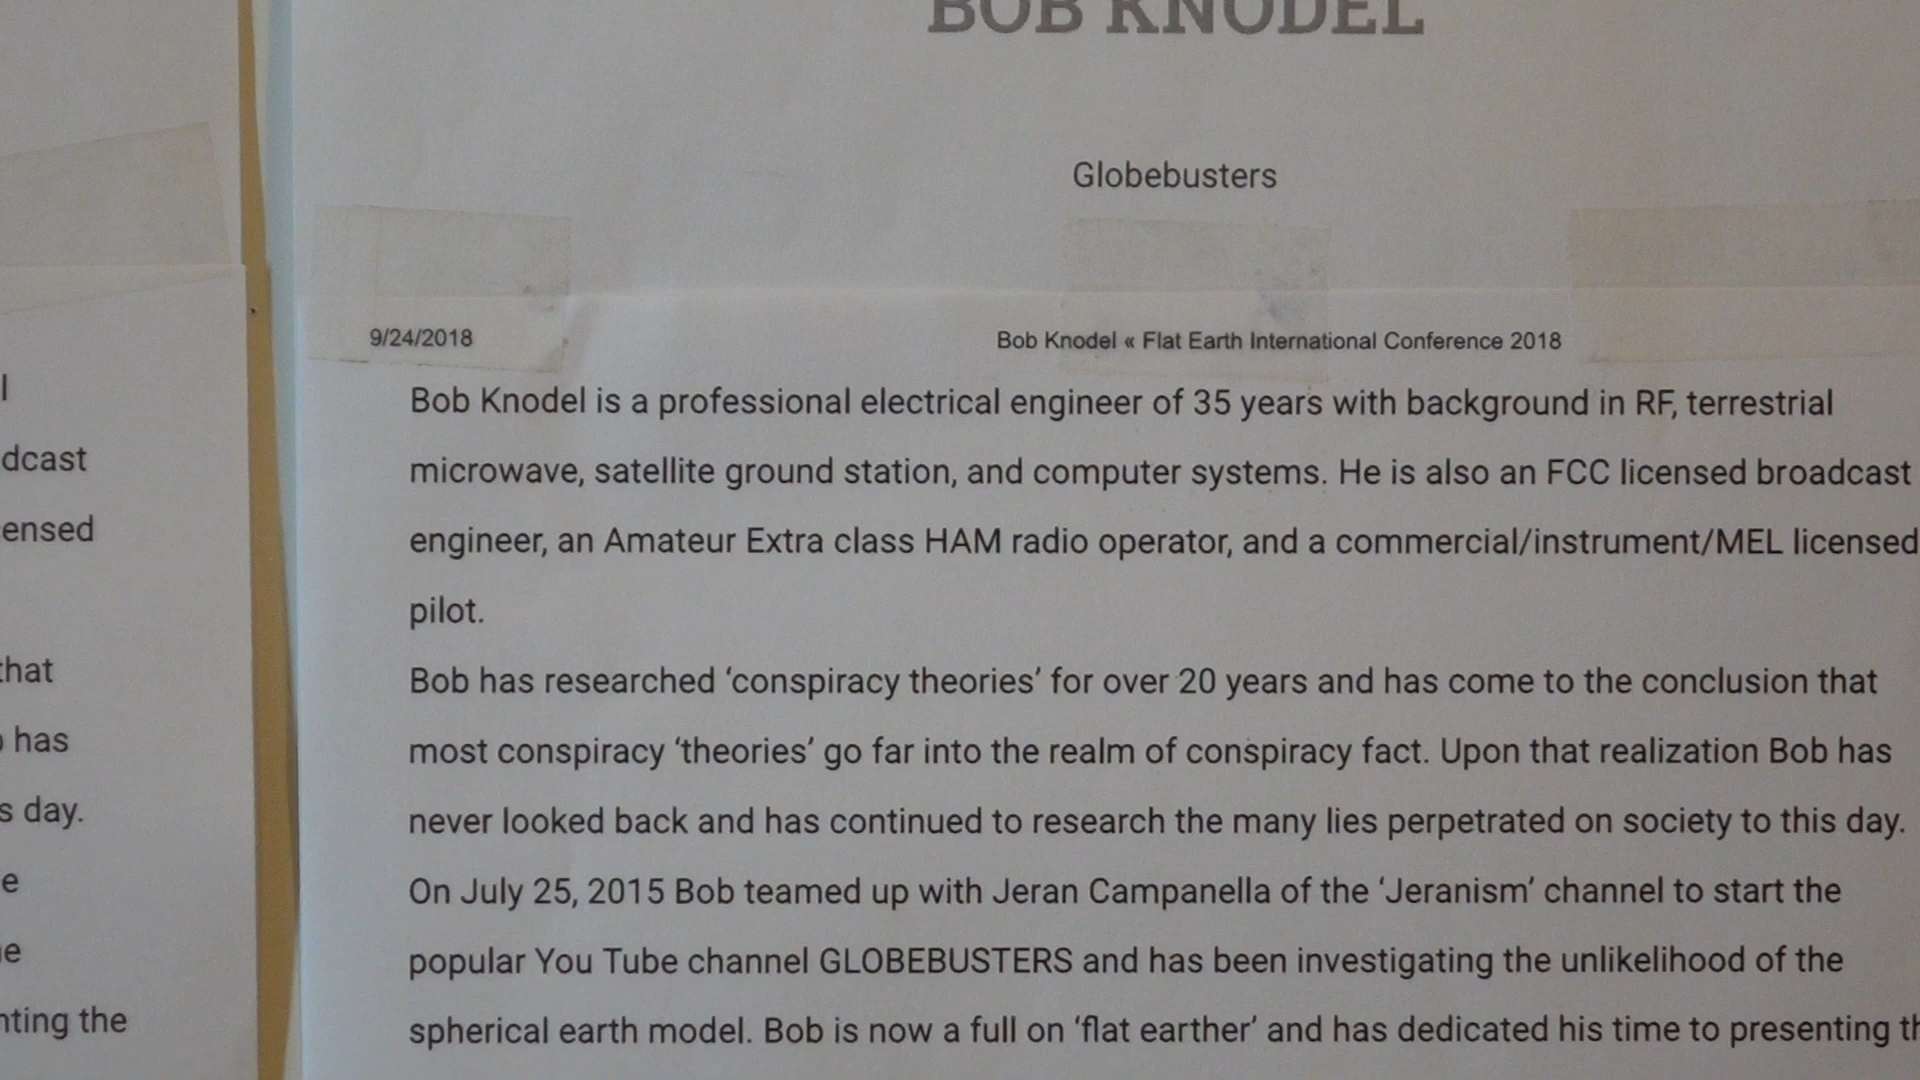 BOB KNODEL
Globebusters
9/24/2018
Bob Knodel « Flat Earth International Conference 2018
Bob Knodel is a professional electrical engineer of 35 years with background in RF, terrestrial
microwave, satellite ground station, and computer systems. He is also an FCC licensed broadcast
engineer, an Amateur Extra class HAM radio operator, and a commercial/instrument/MEL licensed
pilot.
Bob has researched ‘conspiracy theories’ for over 20 years and has come to the conclusion that
most conspiracy ‘theories’ go far into the realm of conspiracy fact. Upon that realization Bob has
never looked back and has continued to research the many lies perpetrated on society to this day.
On July 25, 2015 Bob teamed up with Jeran Campanella of the ‘Jeranism’ channel to start the
popular You Tube channel GLOBEBUSTERS and has been investigating the unlikelihood of the
spherical earth model. Bob is now a full on ‘flat earther’ and has dedicated his time to presenting
has
s day.
the